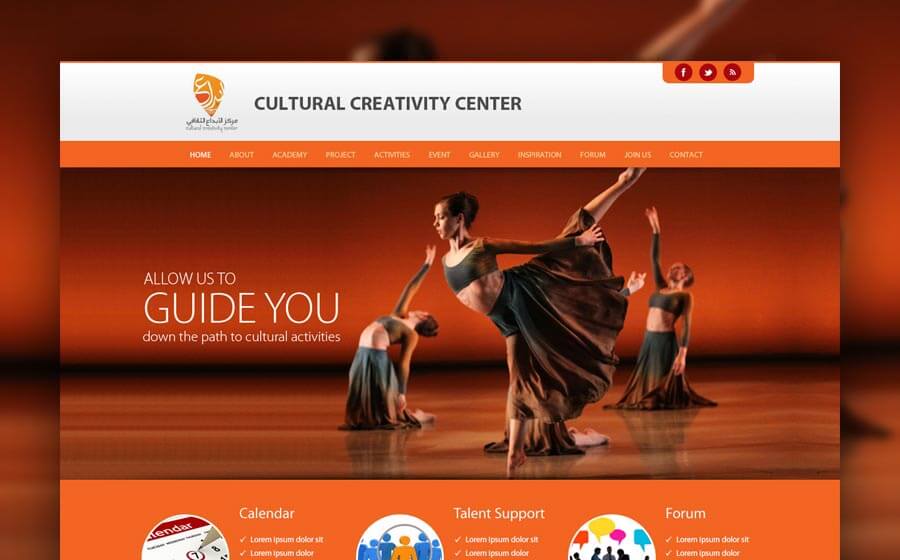 مركز لإبداع الثقافي
cultural creativity center
CULTURAL CREATIVITY CENTER
HOME ABOUT ACADEMY PROJECT ACTIVITIES EVENT GALLERY INSPIRATION FORUM JOIN US CONTACT
ALLOW US TO
GUIDE YOU
down the path to cultural activities
Calendar
✓ Lorem ipsum dolor sit
✓ Lorem ipsum dolor
Talent Support
✓ Lorem ipsum dolor sit
✓ Lorem ipsum dolor
Forum
✓ Lorem ipsum dolor sit
✓ Lorem ipsum dolor